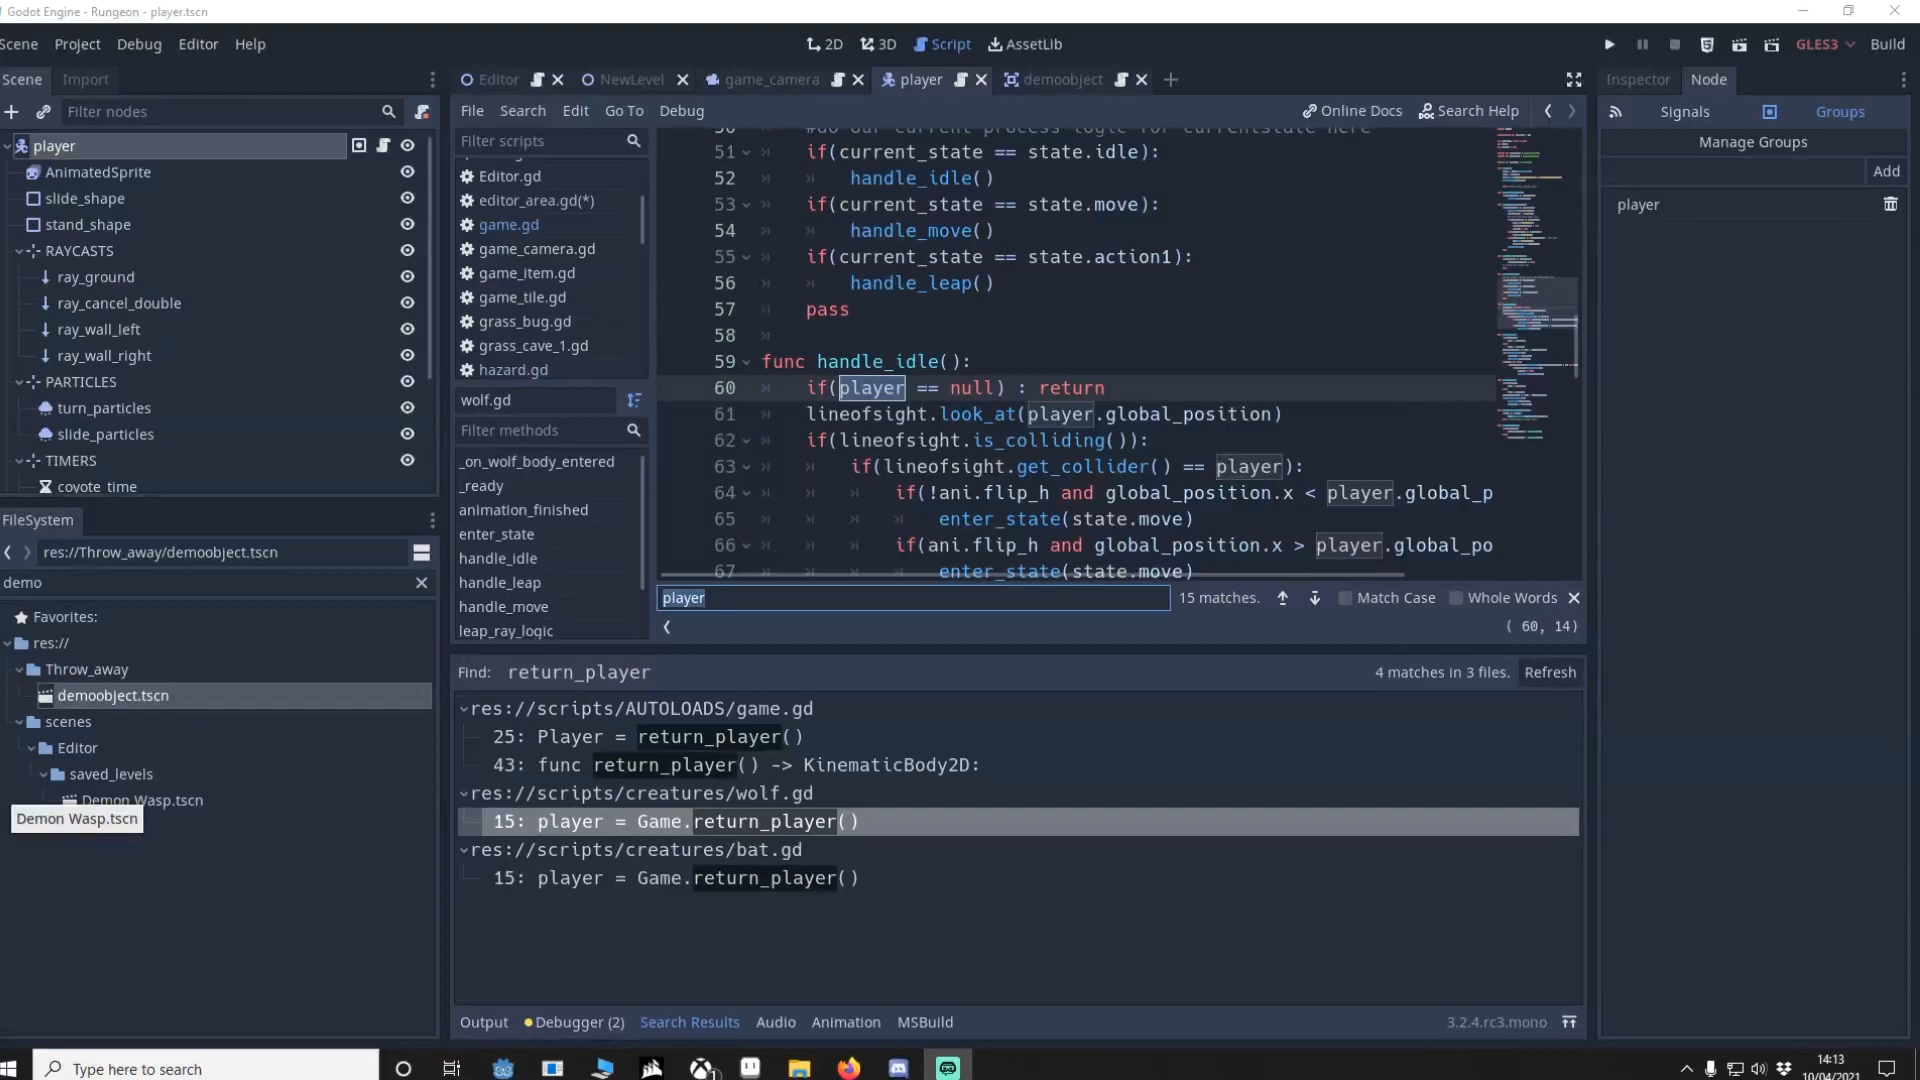 Godot Engine - Rungeon - player.tscn
Scene Project Debug Editor Help
2D 3D Script AssetLib
GLES3 Build
Scene Import
Editor NewLevel game_camera player demoobject
Inspector Node
Filter nodes
File Search Edit Go To Debug
Online Docs Search Help
Signals Groups
Manage Groups
Add
player
player
AnimatedSprite
slide_shape
stand_shape
RAYCASTS
ray_ground
ray_cancel_double
ray_wall_left
ray_wall_right
PARTICLES
turn_particles
slide_particles
TIMERS
coyote_time
Filter scripts
Editor.gd
editor_area.gd(*)
game.gd
game_camera.gd
game_item.gd
game_tile.gd
grass_bug.gd
grass_cave_1.gd
hazard.gd
wolf.gd
Filter methods
_on_wolf_body_entered
_ready
animation_finished
enter_state
handle_idle
handle_leap
handle_move
leap_ray_logic
50 #do our current process logic for currentstate here
51 if(current_state == state.idle):
52 handle_idle()
53 if(current_state == state.move):
54 handle_move()
55 if(current_state == state.action1):
56 handle_leap()
57 pass
58
59 func handle_idle():
60 if(player == null) : return
61 lineofsight.look_at(player.global_position)
62 if(lineofsight.is_colliding()):
63 if(lineofsight.get_collider() == player):
64 if(!ani.flip_h and global_position.x < player.global_p
65 enter_state(state.move)
66 if(ani.flip_h and global_position.x > player.global_po
67 enter_state(state.move)
player
15 matches. Match Case Whole Words
( 60, 14)
FileSystem
res://Throw_away/demoobject.tscn
demo
Favorites:
res://
Throw_away
demoobject.tscn
scenes
Editor
saved_levels
Demon Wasp.tscn
Demon Wasp.tscn
Find: return_player
4 matches in 3 files. Refresh
res://scripts/AUTOLOADS/game.gd
25: Player = return_player()
43: func return_player() -> KinematicBody2D:
res://scripts/creatures/wolf.gd
15: player = Game.return_player()
res://scripts/creatures/bat.gd
15: player = Game.return_player()
Output Debugger (2) Search Results Audio Animation MSBuild
3.2.4.rc3.mono
Type here to search
1
14:13
10/04/2021